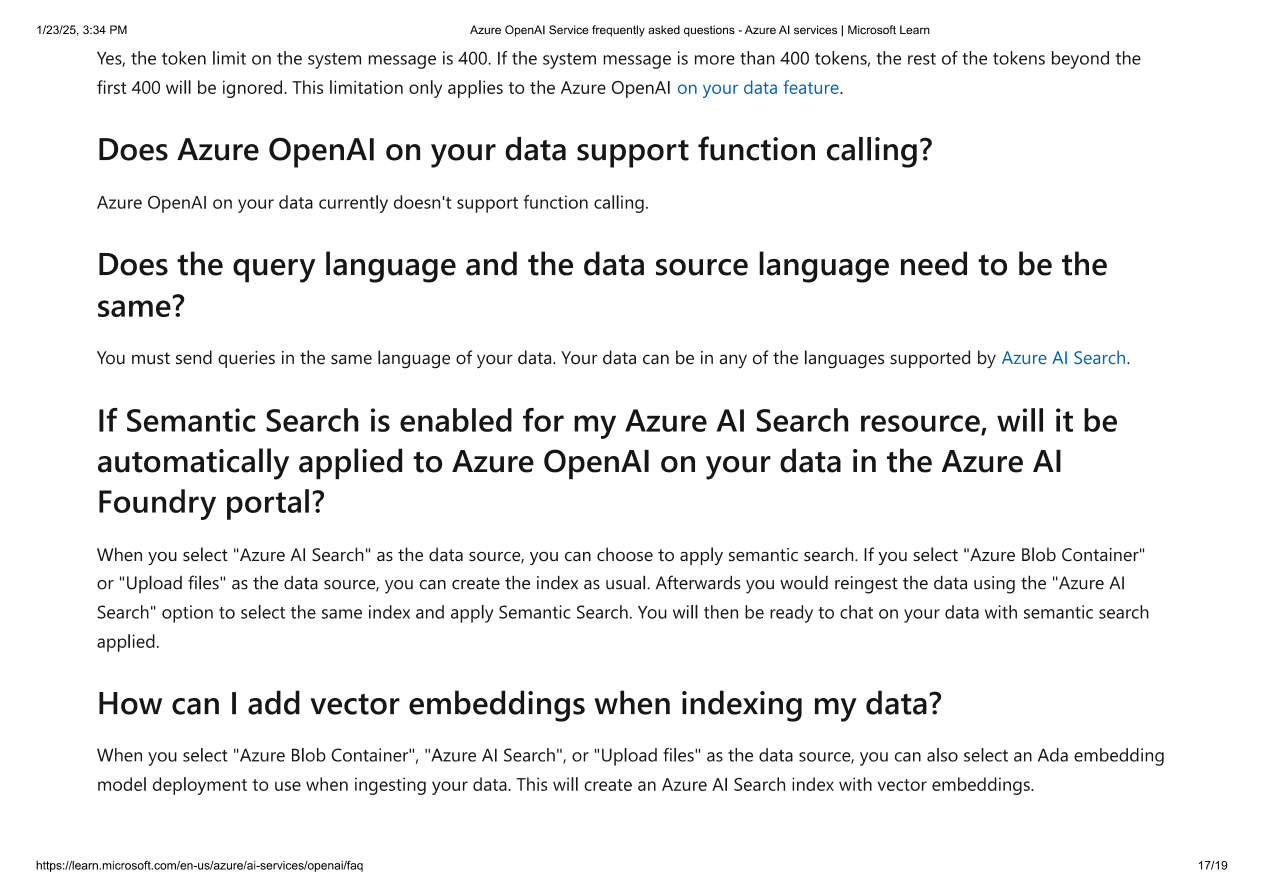 1/23/25, 3:34 PM
Azure OpenAI Service frequently asked questions - Azure AI services | Microsoft Learn
Yes, the token limit on the system message is 400. If the system message is more than 400 tokens, the rest of the tokens beyond the
first 400 will be ignored. This limitation only applies to the Azure OpenAI on your data feature.
Does Azure OpenAI on your data support function calling?
Azure OpenAI on your data currently doesn't support function calling.
Does the query language and the data source language need to be the
same?
You must send queries in the same language of your data. Your data can be in any of the languages supported by Azure AI Search.
If Semantic Search is enabled for my Azure AI Search resource, will it be
automatically applied to Azure OpenAI on your data in the Azure AI
Foundry portal?
When you select "Azure AI Search" as the data source, you can choose to apply semantic search. If you select "Azure Blob Container"
or "Upload files" as the data source, you can create the index as usual. Afterwards you would reingest the data using the "Azure AI
Search" option to select the same index and apply Semantic Search. You will then be ready to chat on your data with semantic search
applied.
How can I add vector embeddings when indexing my data?
When you select "Azure Blob Container", "Azure AI Search", or "Upload files" as the data source, you can also select an Ada embedding
model deployment to use when ingesting your data. This will create an Azure AI Search index with vector embeddings.
https://learn.microsoft.com/en-us/azure/ai-services/openai/faq
17/19